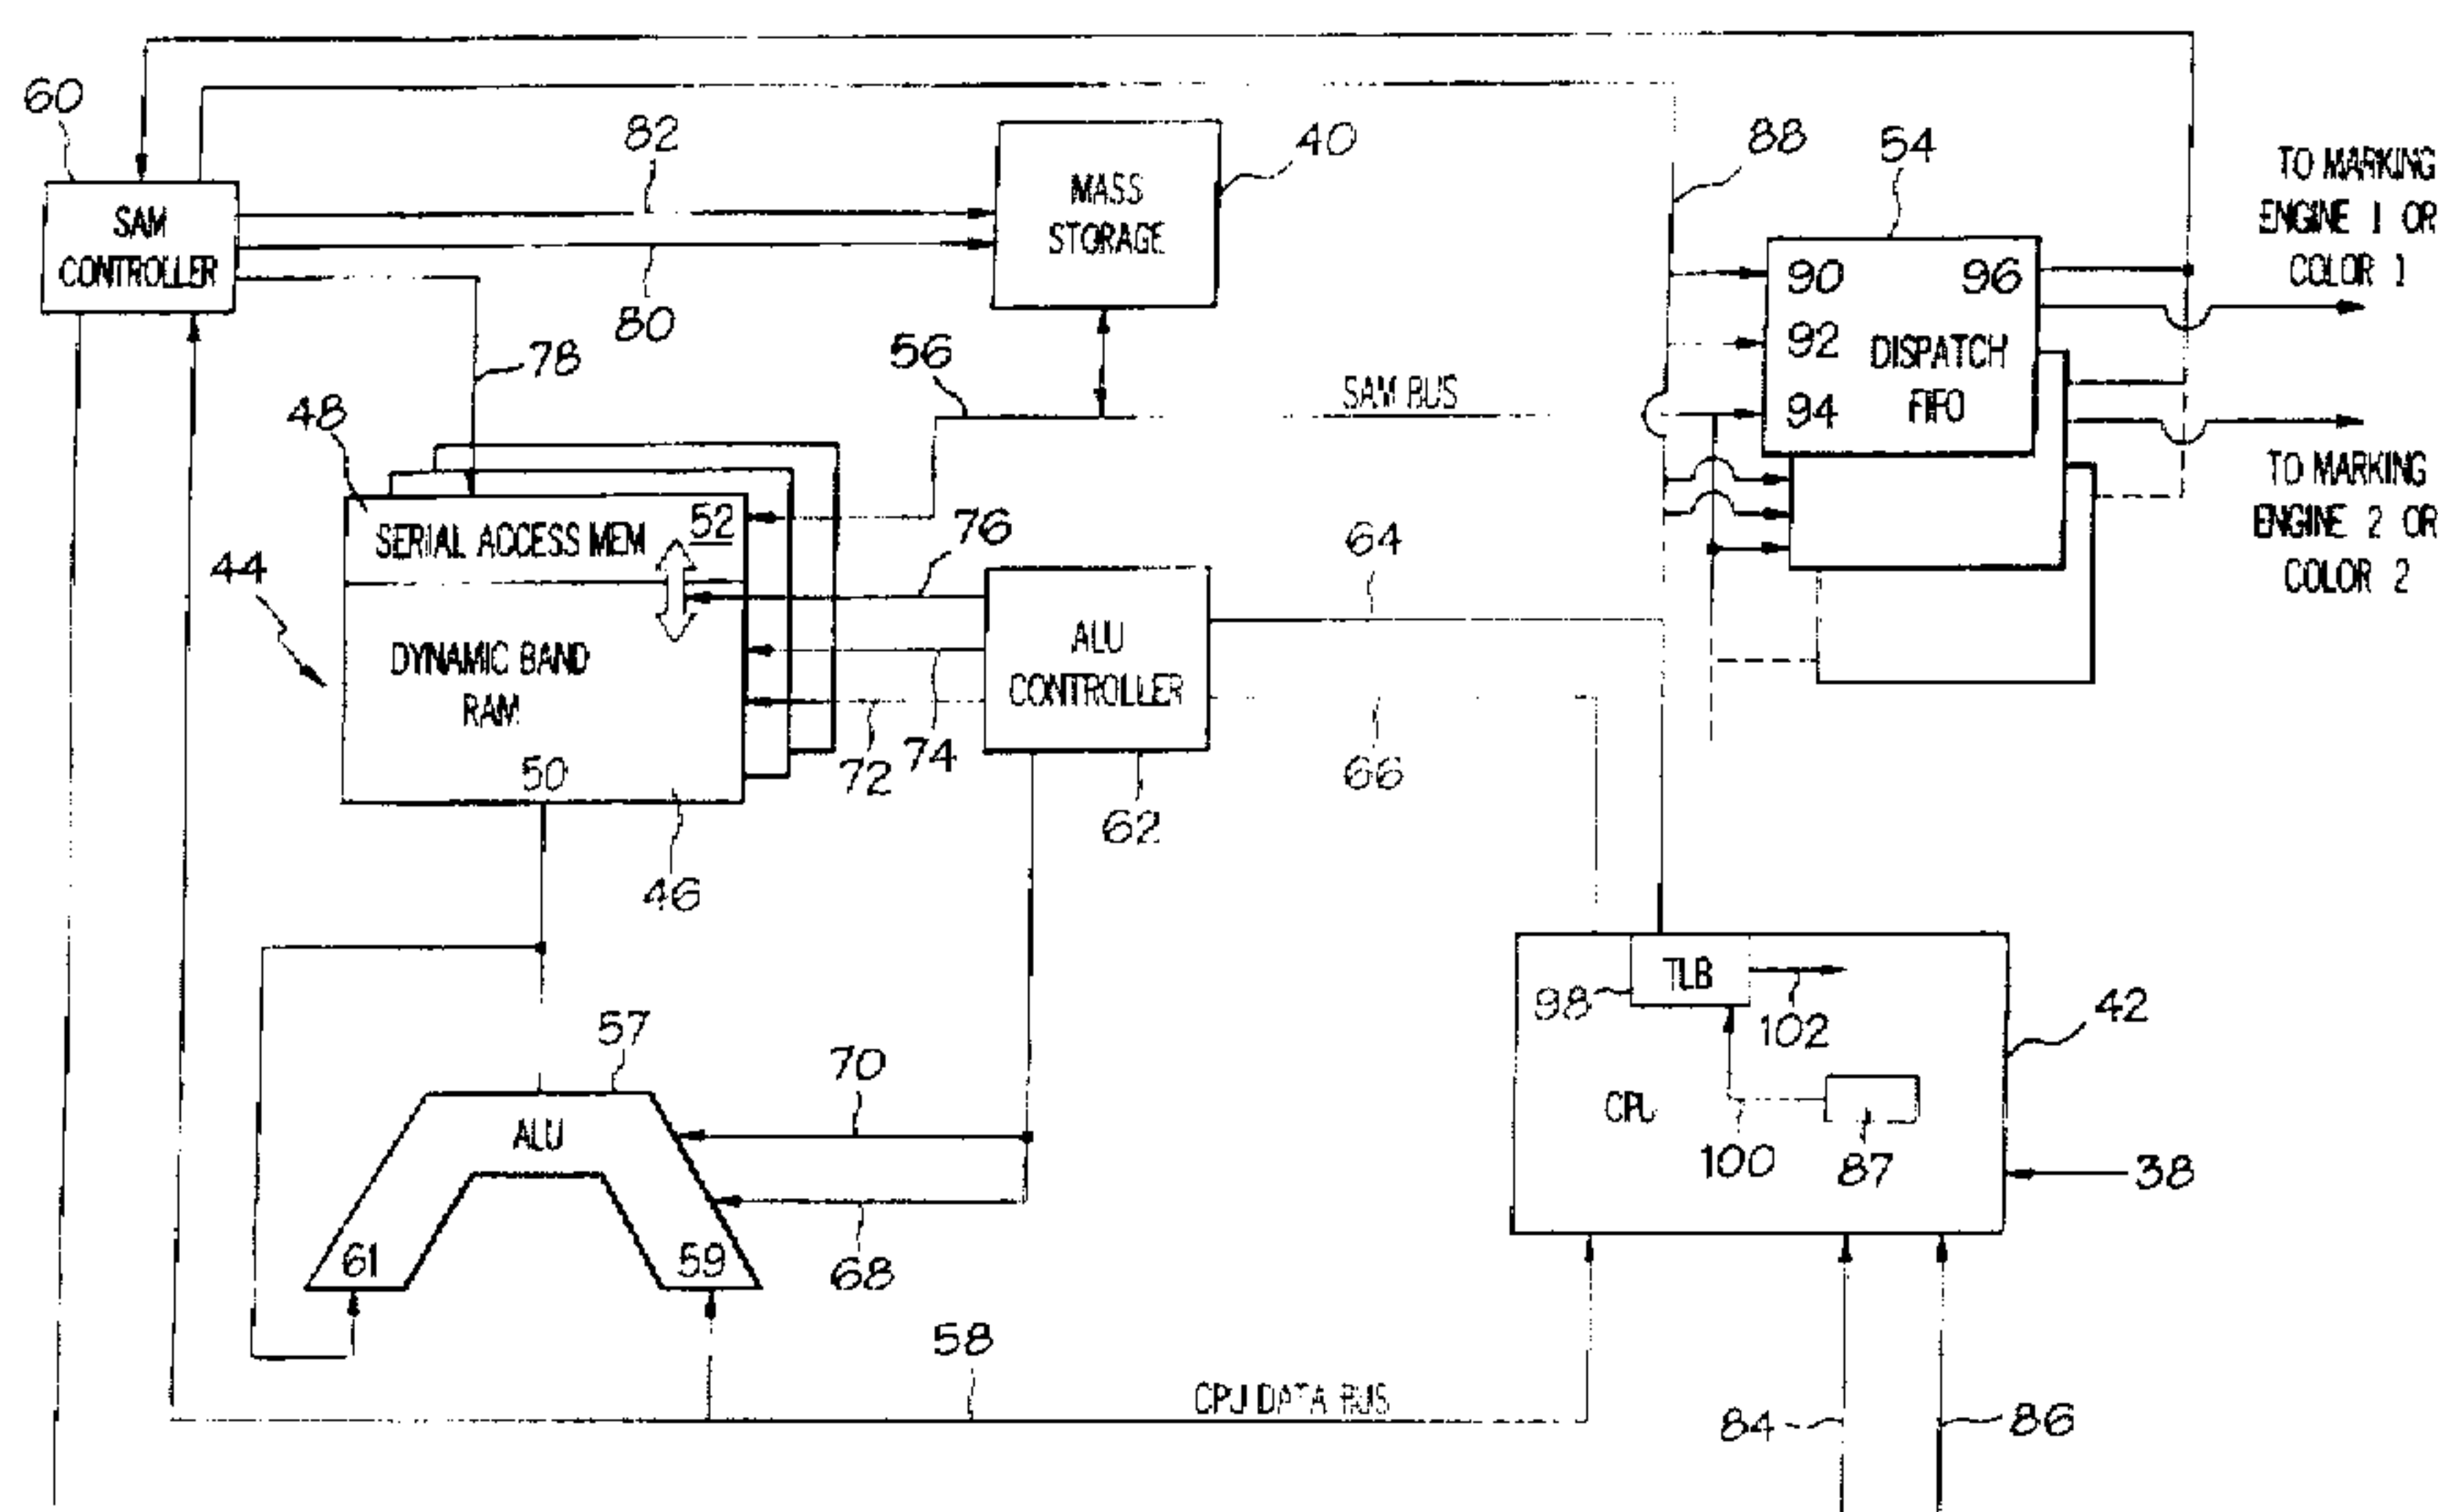 60
SAM
CONTROLLER
82
80
MASS
STORAGE
40
88
54
TO MARKING
ENGINE 1 OR
COLOR 1
90
96
92
DISPATCH
FIFO
94
78
56
SAM BUS
48
SERIAL ACCESS MEM
52
76
64
TO MARKING
ENGINE 2 OR
COLOR 2
44
DYNAMIC BAND
RAM
50
ALU
CONTROLLER
72
74
66
62
46
TLB
98
102
42
57
70
ALU
CPU
100
87
38
61
59
68
58
CPU DATA BUS
84
86